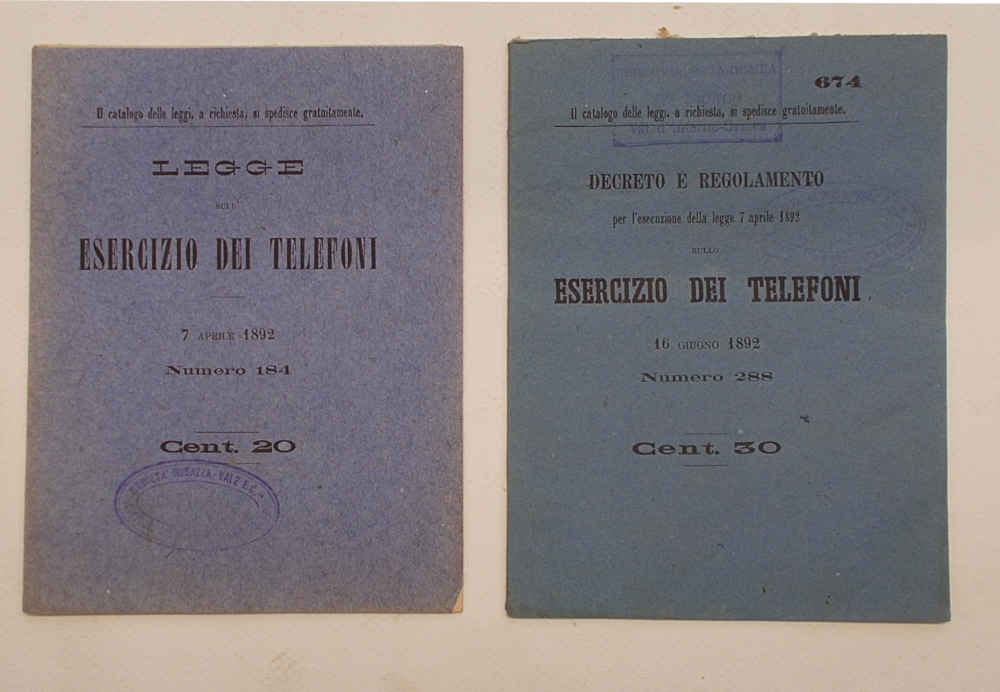 Il catalogo delle leggi, a richiesta, si spedisce gratuitamente.
LEGGE
SULL'
ESERCIZIO DEI TELEFONI
7 APRILE 1892
Numero 184
Cent. 20
674
Il catalogo delle leggi, a richiesta, si spedisce gratuitamente.
DECRETO E REGOLAMENTO
per l'esecuzione della legge 7 aprile 1892
SULLO
ESERCIZIO DEI TELEFONI
16 GIUGNO 1892
Numero 288
Cent. 30